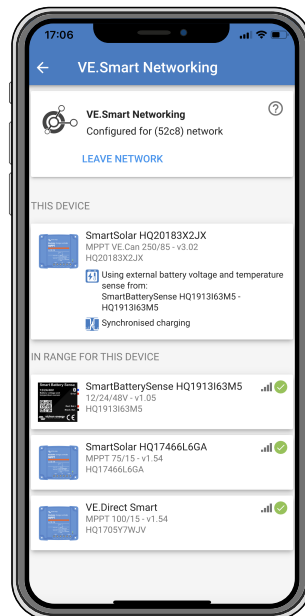 17:06
VE.Smart Networking
VE.Smart Networking
Configured for (52c8) network
LEAVE NETWORK
THIS DEVICE
SmartSolar HQ20183X2JX
MPPT VE.Can 250/85 - v3.02
HQ20183X2JX
Using external battery voltage and temperature
sense from:
SmartBatterySense HQ1913I63M5 -
HQ1913I63M5
Synchronised charging
IN RANGE FOR THIS DEVICE
Smart Battery Sense
SmartBatterySense HQ1913I63M5
12/24/48V - v1.05
HQ1913I63M5
SmartSolar HQ17466L6GA
MPPT 75/15 - v1.54
HQ17466L6GA
VE.Direct Smart
MPPT 100/15 - v1.54
HQ1705Y7WJV